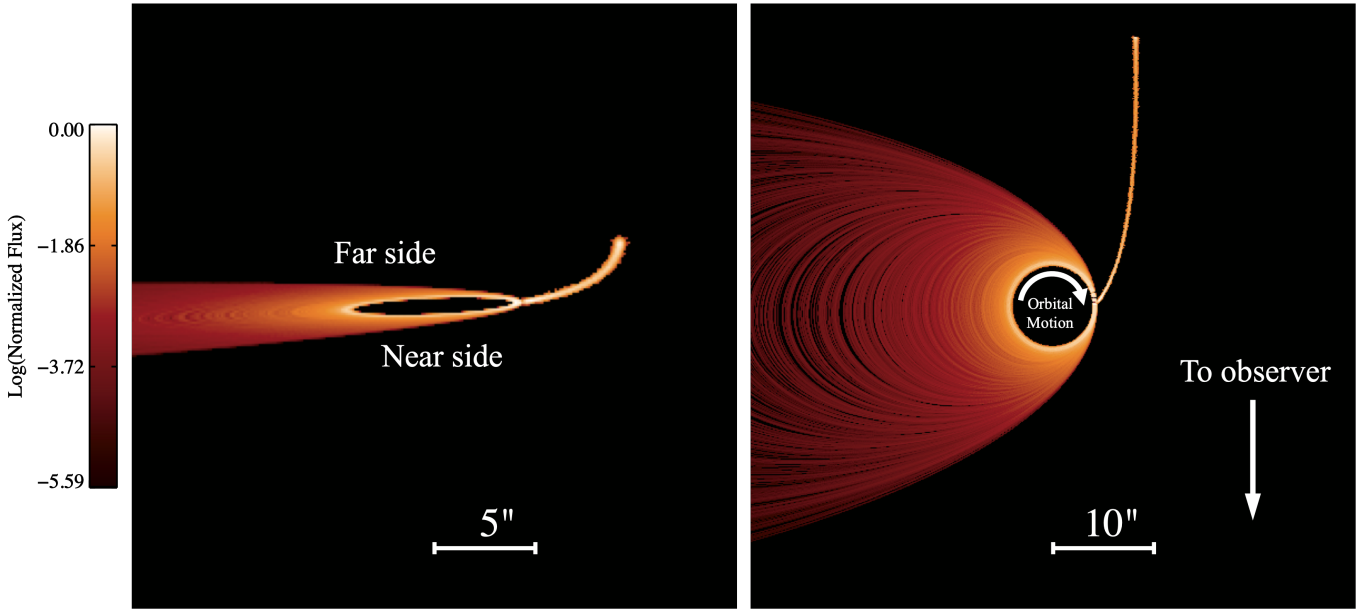 0.00
−1.86
−3.72
−5.59
Log(Normalized Flux)
Far side
Near side
5"
Orbital
Motion
To observer
10"